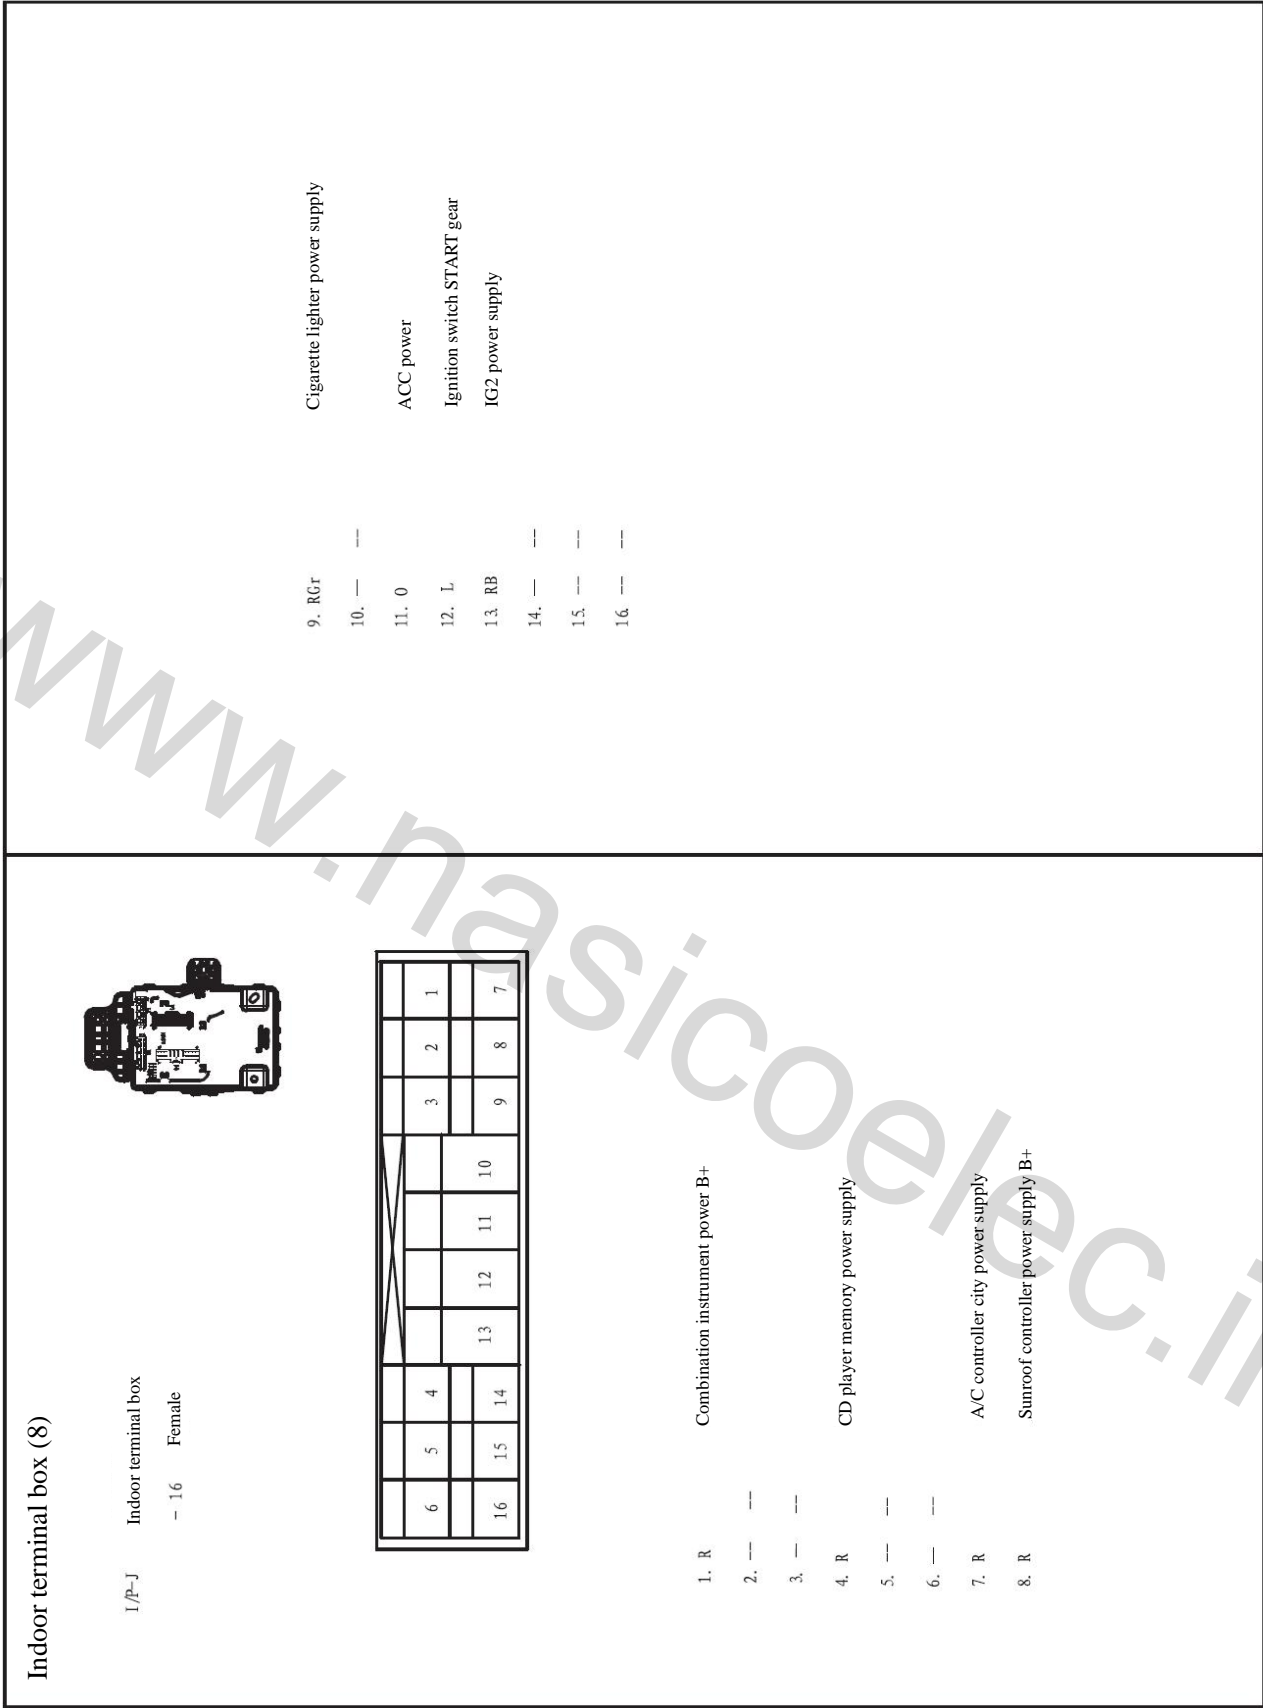 Indoor terminal box (8)
I/P-J Indoor terminal box
- 16 Female
6 5 4 3 2 1
16 15 14 13 12 11 10 9 8 7
1. R Combination instrument power B+
2. -- --
3. — --
4. R CD player memory power supply
5. -- --
6. — --
7. R A/C controller city power supply
8. R Sunroof controller power supply B+
9. RGr Cigarette lighter power supply
10. — --
11. O ACC power
12. L Ignition switch START gear
13. RB IG2 power supply
14. — --
15. -- --
16. -- --
www.nasicoelec.ir